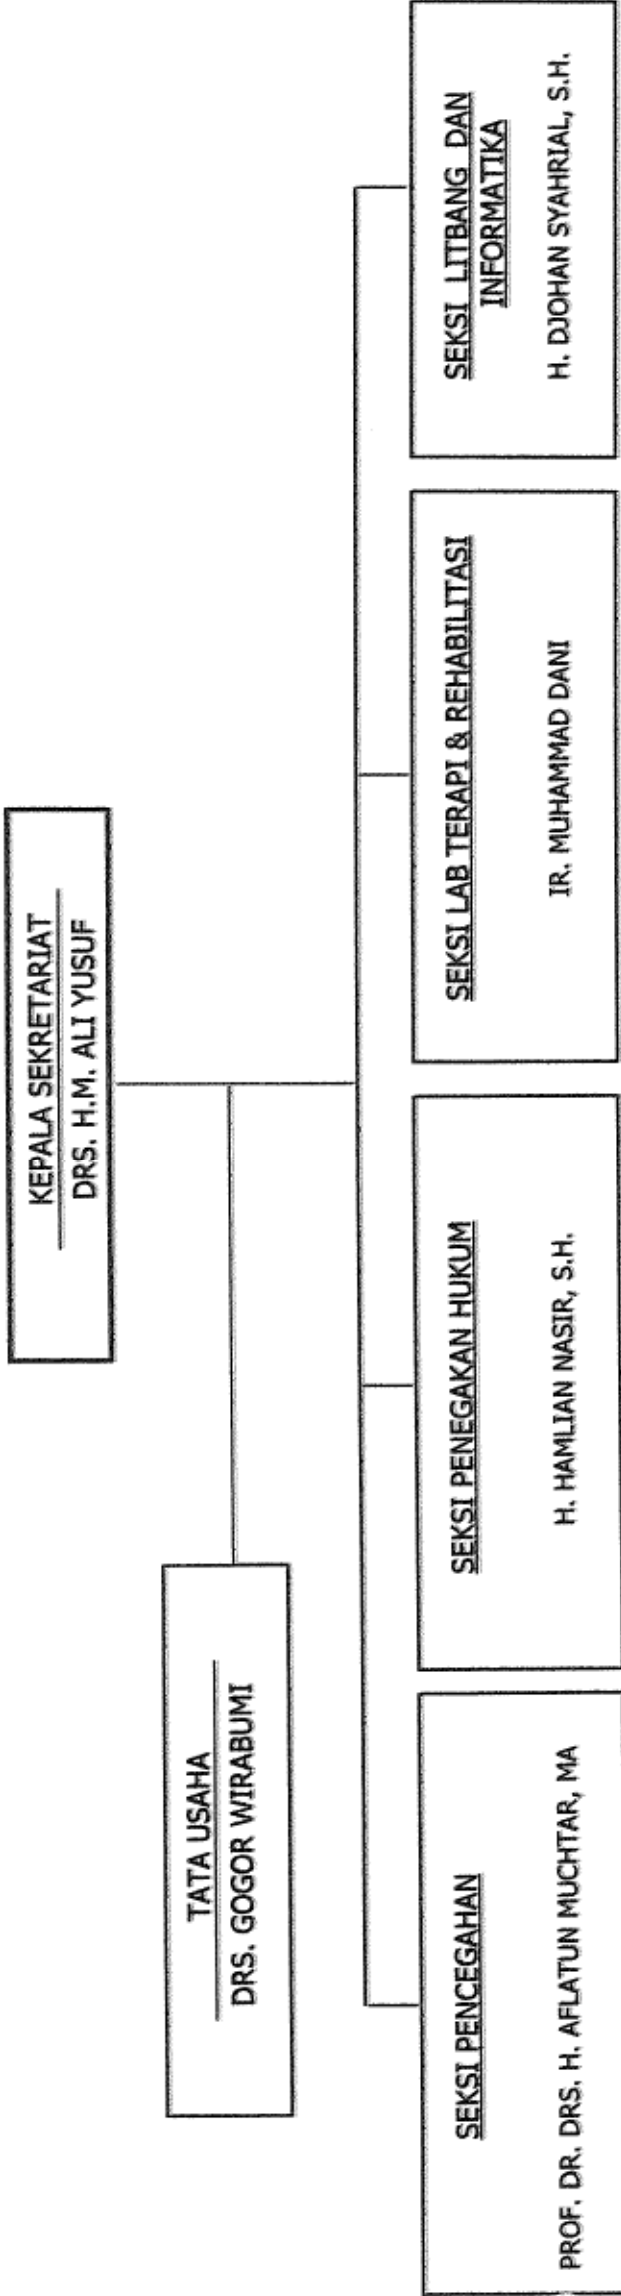 KEPALA SEKRETARIAT
DRS. H.M. ALI YUSUF
TATA USAHA
DRS. GOGOR WIRABUMI
SEKSI PENCEGAHAN
PROF. DR. DRS. H. AFLATUN MUCHTAR, MA
SEKSI PENEGAKAN HUKUM
H. HAMLIAN NASIR, S.H.
SEKSI LAB TERAPI & REHABILITASI
IR. MUHAMMAD DANI
SEKSI LITBANG DAN
INFORMATIKA
H. DJOHAN SYAHRIAL, S.H.